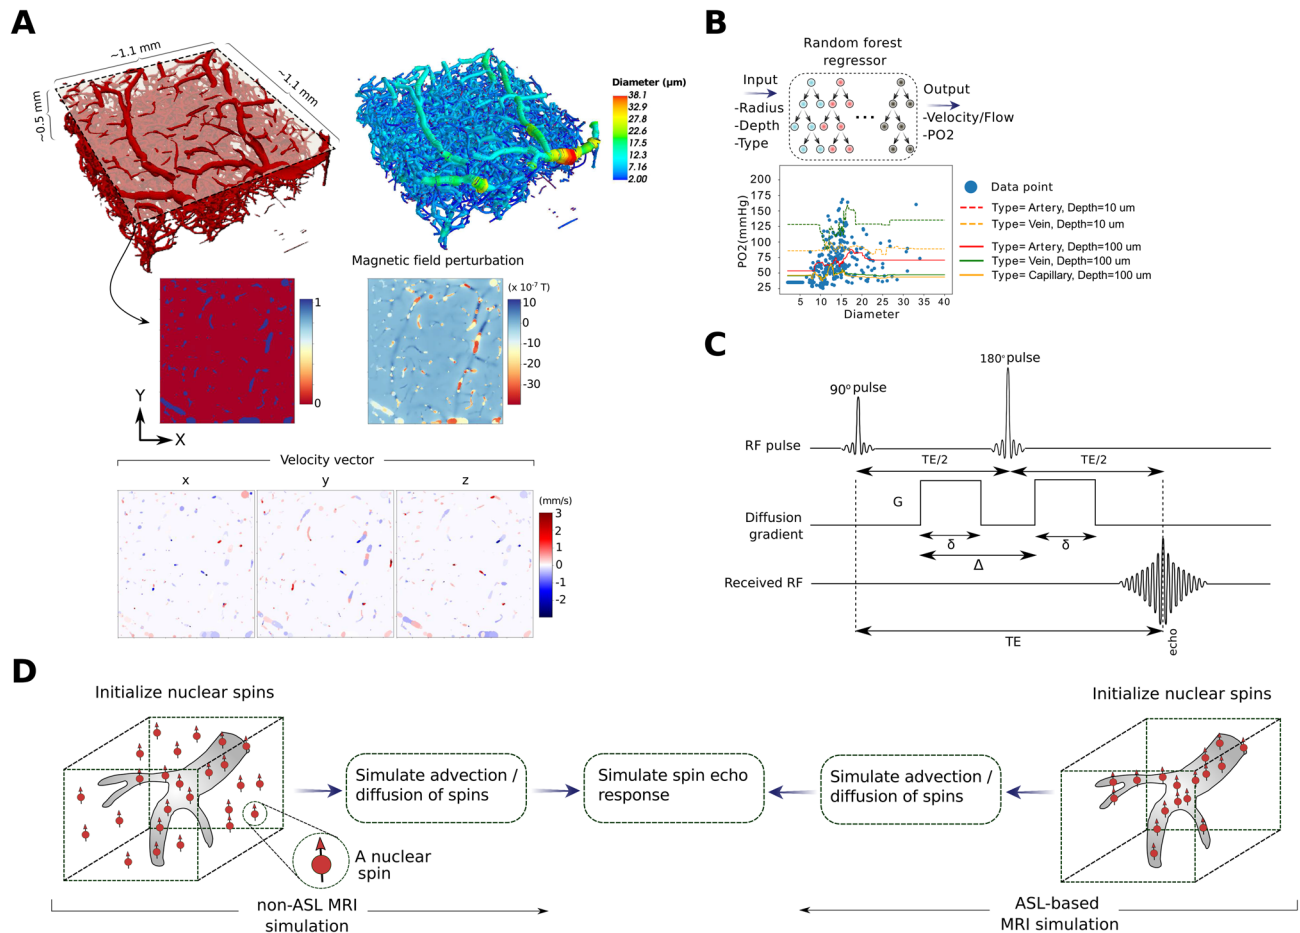 A
~1.1 mm
~1.1 mm
~0.5 mm
Diameter (μm)
38.1
32.9
27.8
22.6
17.5
12.3
7.16
2.00
Magnetic field perturbation
(x 10⁻⁷ T)
1
0
10
0
-10
-20
-30
Y
X
Velocity vector
x
y
z
(mm/s)
3
2
1
0
-1
-2
B
Random forest
regressor
Input
-Radius
-Depth
-Type
...
Output
-Velocity/Flow
-PO2
PO2(mmHg)
200
175
150
125
100
75
50
25
5
10
15
20
25
30
35
40
Diameter
Data point
Type= Artery, Depth=10 um
Type= Vein, Depth=10 um
Type= Artery, Depth=100 um
Type= Vein, Depth=100 um
Type= Capillary, Depth=100 um
C
90° pulse
180° pulse
RF pulse
TE/2
TE/2
G
Diffusion
gradient
δ
δ
Δ
Received RF
TE
echo
D
Initialize nuclear spins
Simulate advection /
diffusion of spins
Simulate spin echo
response
Simulate advection /
diffusion of spins
Initialize nuclear spins
A nuclear
spin
non-ASL MRI
simulation
ASL-based
MRI simulation